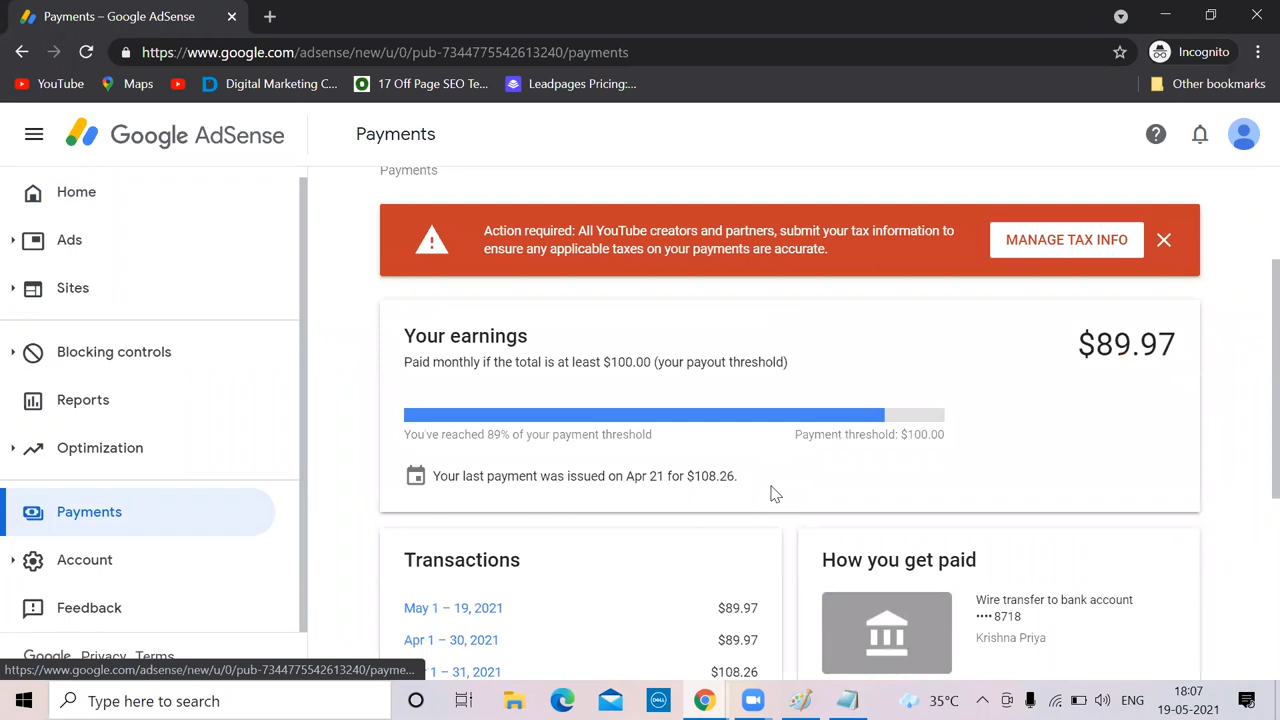 Payments – Google AdSense
https://www.google.com/adsense/new/u/0/pub-7344775542613240/payments
Incognito
YouTube
Maps
Digital Marketing C...
17 Off Page SEO Te...
Leadpages Pricing:...
Other bookmarks
Google AdSense
Payments
Home
Ads
Sites
Blocking controls
Reports
Optimization
Payments
Account
Feedback
Google Privacy Terms
Payments
Action required: All YouTube creators and partners, submit your tax information to
ensure any applicable taxes on your payments are accurate.
MANAGE TAX INFO
Your earnings
$89.97
Paid monthly if the total is at least $100.00 (your payout threshold)
You've reached 89% of your payment threshold
Payment threshold: $100.00
Your last payment was issued on Apr 21 for $108.26.
Transactions
May 1 – 19, 2021 $89.97
Apr 1 – 30, 2021 $89.97
1 – 31, 2021 $108.26
How you get paid
Wire transfer to bank account
•••• 8718
Krishna Priya
https://www.google.com/adsense/new/u/0/pub-7344775542613240/payme...
Type here to search
DELL
35°C
ENG
18:07
19-05-2021